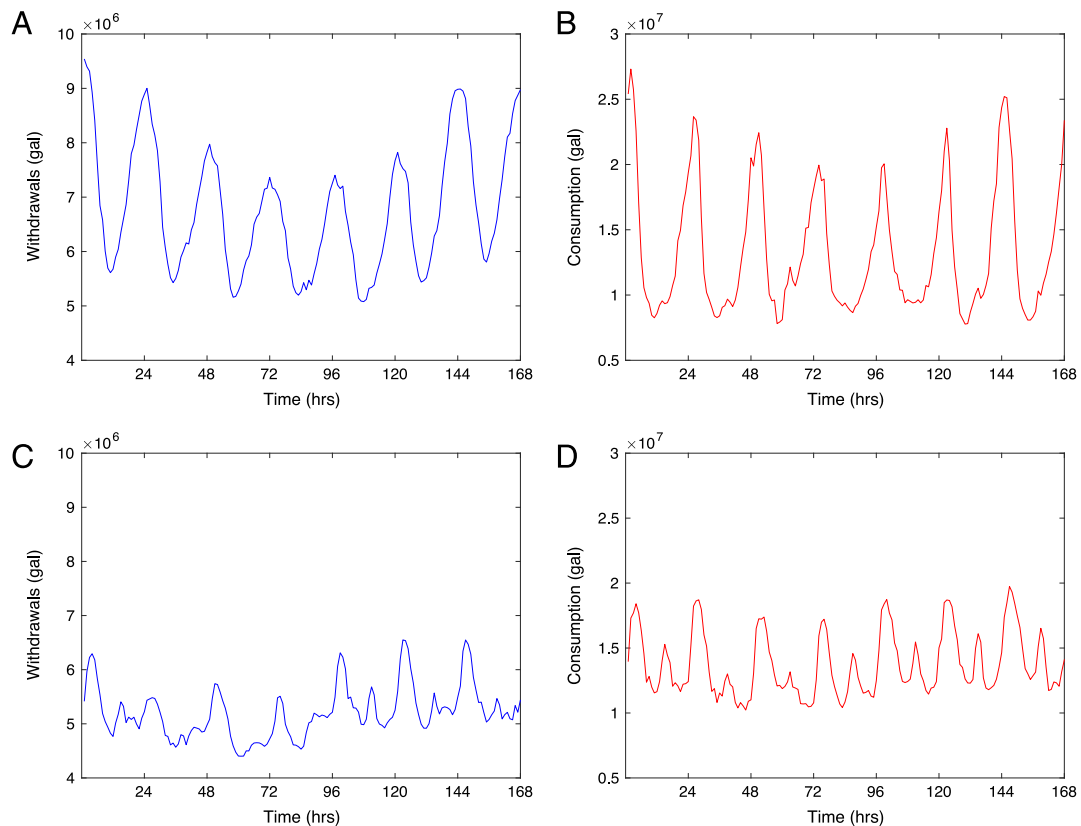 A
×10^6
10
9
8
7
6
5
4
Withdrawals (gal)
24 48 72 96 120 144 168
Time (hrs)
B
×10^7
3
2.5
2
1.5
1
0.5
Consumption (gal)
24 48 72 96 120 144 168
Time (hrs)
C
×10^6
10
9
8
7
6
5
4
Withdrawals (gal)
24 48 72 96 120 144 168
Time (hrs)
D
×10^7
3
2.5
2
1.5
1
0.5
Consumption (gal)
24 48 72 96 120 144 168
Time (hrs)